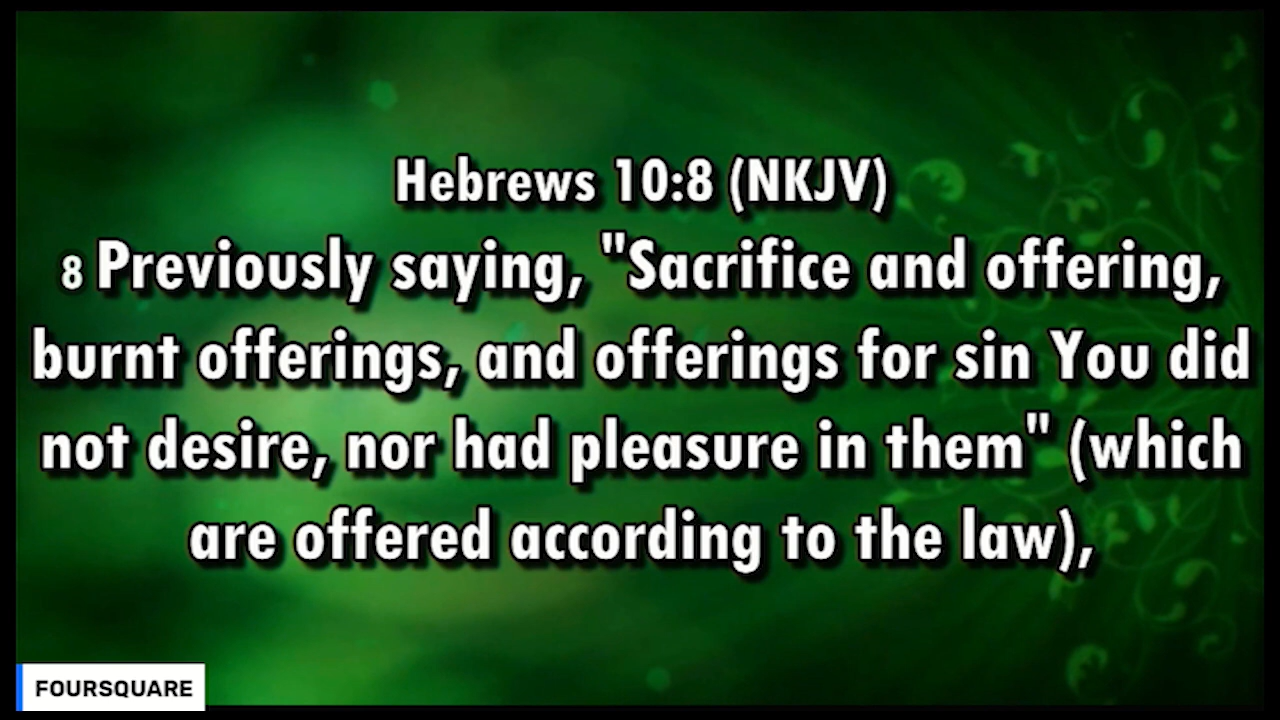 Hebrews 10:8 (NKJV)
8 Previously saying, "Sacrifice and offering,
burnt offerings, and offerings for sin You did
not desire, nor had pleasure in them" (which
are offered according to the law),
FOURSQUARE